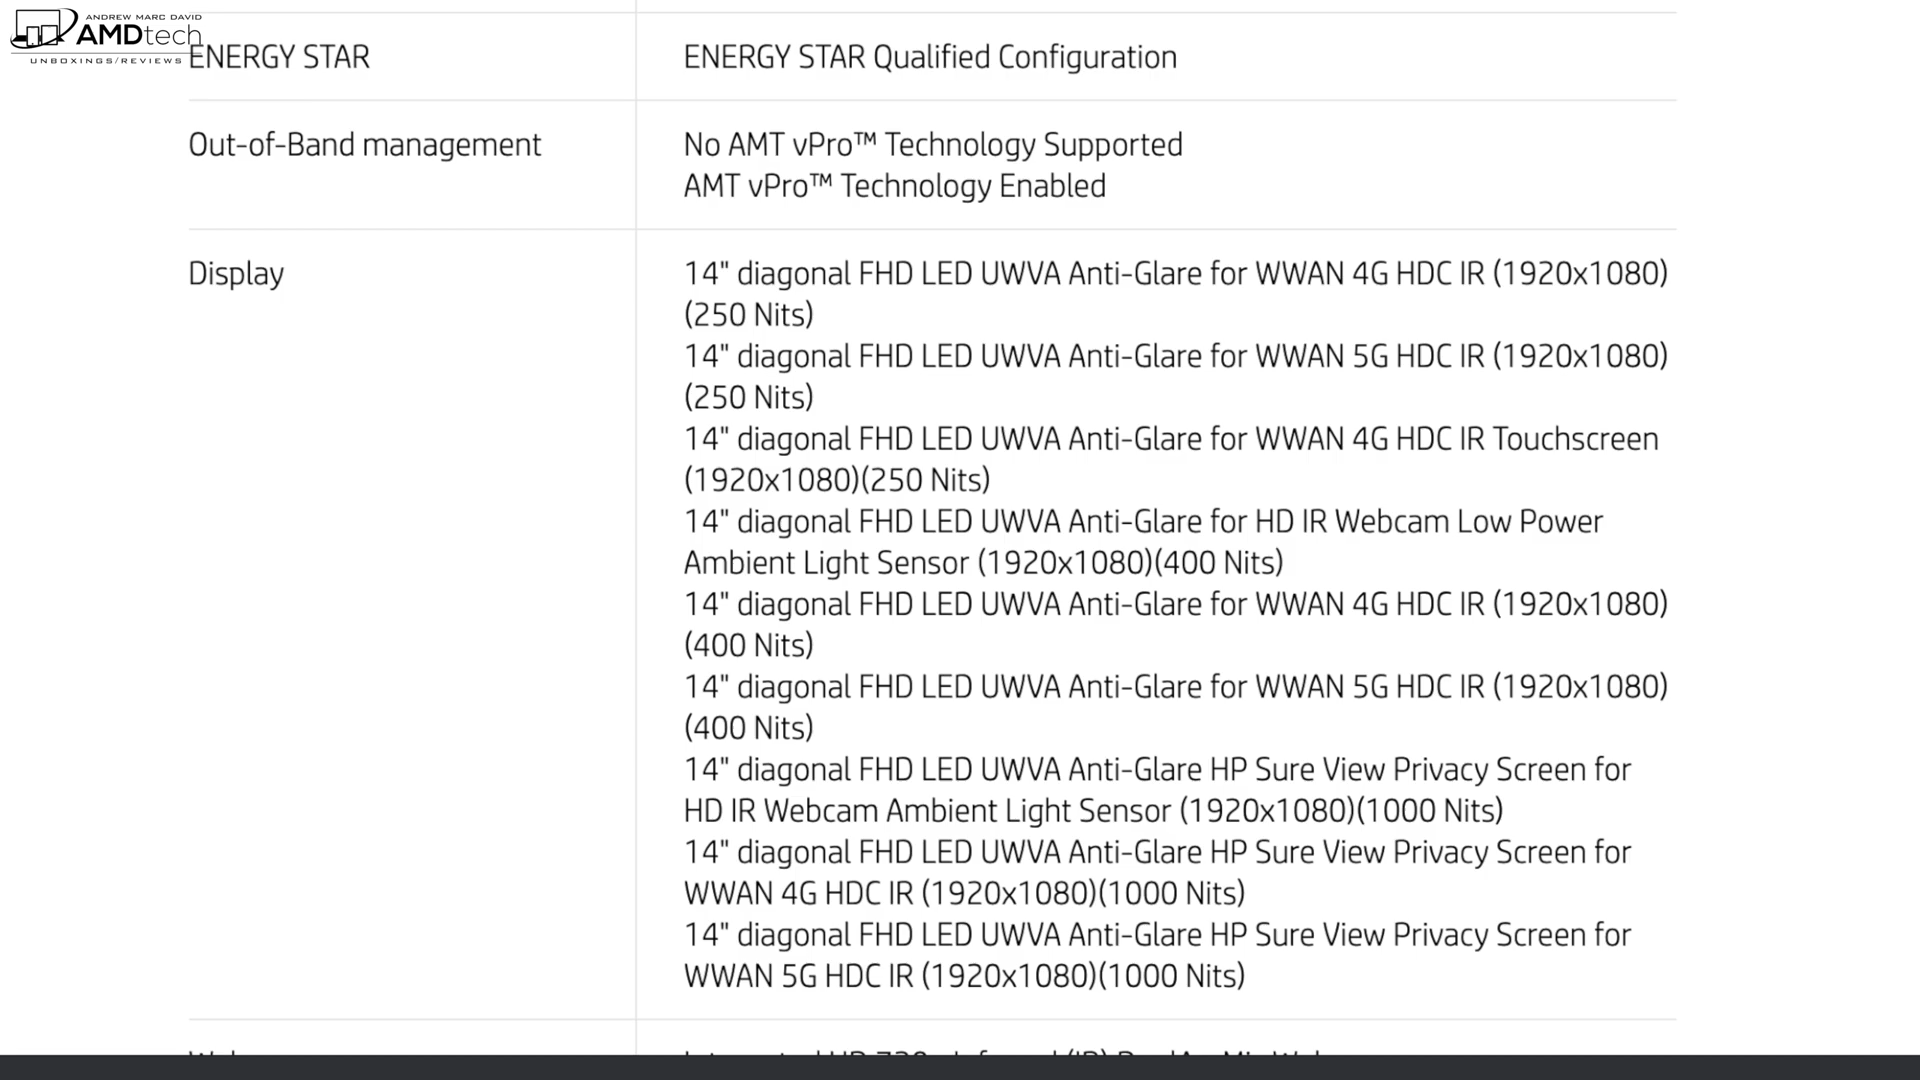 ANDREW MARC DAVID
AMDtech
UNBOXINGS/REVIEWS
ENERGY STAR
ENERGY STAR Qualified Configuration
Out-of-Band management
No AMT vPro™ Technology Supported
AMT vPro™ Technology Enabled
Display
14" diagonal FHD LED UWVA Anti-Glare for WWAN 4G HDC IR (1920x1080)
(250 Nits)
14" diagonal FHD LED UWVA Anti-Glare for WWAN 5G HDC IR (1920x1080)
(250 Nits)
14" diagonal FHD LED UWVA Anti-Glare for WWAN 4G HDC IR Touchscreen
(1920x1080)(250 Nits)
14" diagonal FHD LED UWVA Anti-Glare for HD IR Webcam Low Power
Ambient Light Sensor (1920x1080)(400 Nits)
14" diagonal FHD LED UWVA Anti-Glare for WWAN 4G HDC IR (1920x1080)
(400 Nits)
14" diagonal FHD LED UWVA Anti-Glare for WWAN 5G HDC IR (1920x1080)
(400 Nits)
14" diagonal FHD LED UWVA Anti-Glare HP Sure View Privacy Screen for
HD IR Webcam Ambient Light Sensor (1920x1080)(1000 Nits)
14" diagonal FHD LED UWVA Anti-Glare HP Sure View Privacy Screen for
WWAN 4G HDC IR (1920x1080)(1000 Nits)
14" diagonal FHD LED UWVA Anti-Glare HP Sure View Privacy Screen for
WWAN 5G HDC IR (1920x1080)(1000 Nits)